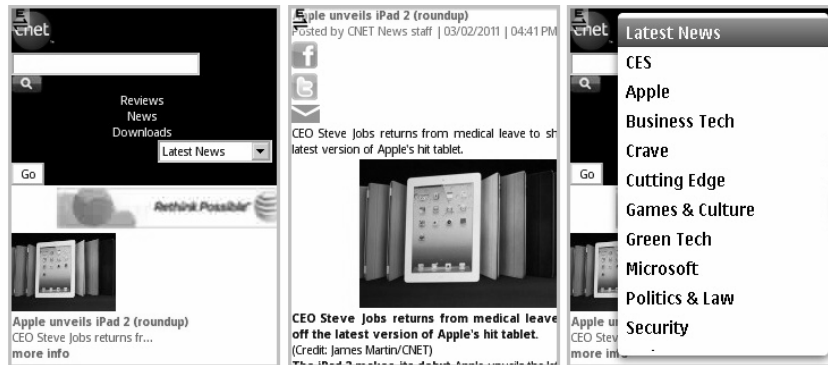 cnet
Reviews
News
Downloads
Latest News
Go
Rethink Possible
Apple unveils iPad 2 (roundup)
CEO Steve Jobs returns fr...
more info
Apple unveils iPad 2 (roundup)
Posted by CNET News staff | 03/02/2011 | 04:41 PM
CEO Steve Jobs returns from medical leave to sh
latest version of Apple's hit tablet.
CEO Steve Jobs returns from medical leave
off the latest version of Apple's hit tablet.
(Credit: James Martin/CNET)
The iPad 2 makes its debut Apple unveils the lat
cnet
Go
Apple un
CEO Stev
more inf
Latest News
CES
Apple
Business Tech
Crave
Cutting Edge
Games & Culture
Green Tech
Microsoft
Politics & Law
Security